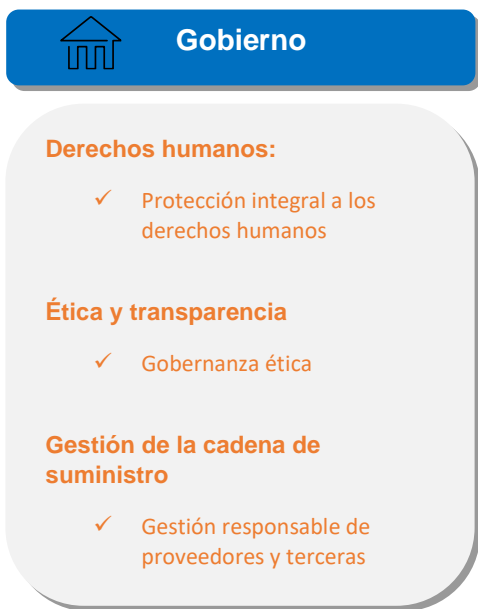 Gobierno
Derechos humanos:
✓ Protección integral a los
derechos humanos
Ética y transparencia
✓ Gobernanza ética
Gestión de la cadena de
suministro
✓ Gestión responsable de
proveedores y terceras